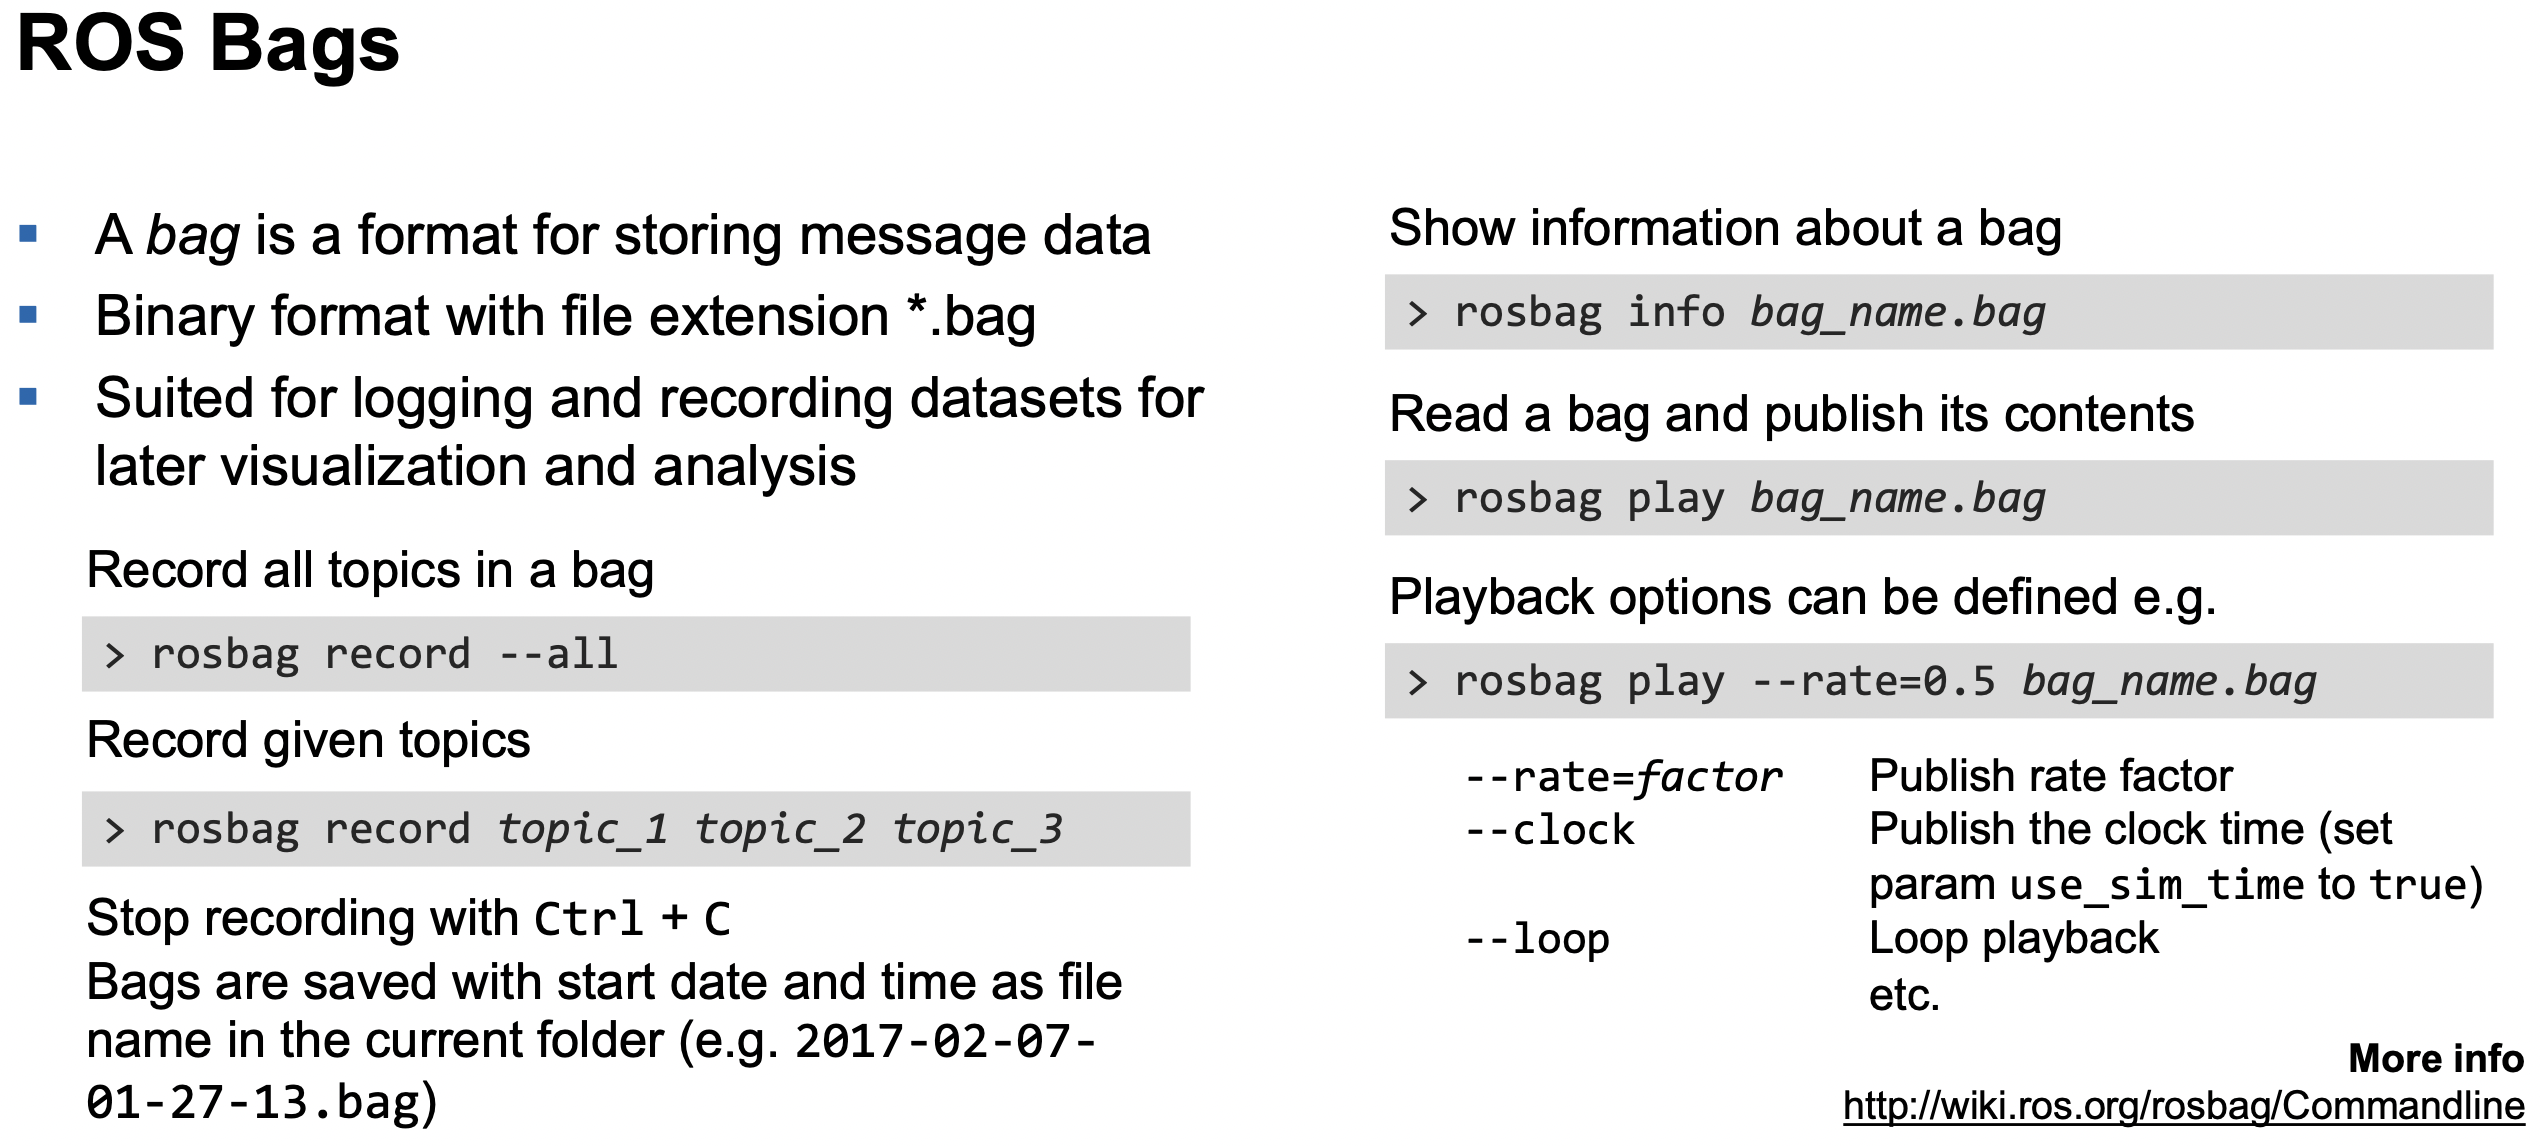 ROS Bags
▪ A bag is a format for storing message data
▪ Binary format with file extension *.bag
▪ Suited for logging and recording datasets for
later visualization and analysis
Record all topics in a bag
> rosbag record --all
Record given topics
> rosbag record topic_1 topic_2 topic_3
Stop recording with Ctrl + C
Bags are saved with start date and time as file
name in the current folder (e.g. 2017-02-07-
01-27-13.bag)
Show information about a bag
> rosbag info bag_name.bag
Read a bag and publish its contents
> rosbag play bag_name.bag
Playback options can be defined e.g.
> rosbag play --rate=0.5 bag_name.bag
--rate=factor Publish rate factor
--clock Publish the clock time (set
param use_sim_time to true)
--loop Loop playback
etc.
More info
http://wiki.ros.org/rosbag/Commandline